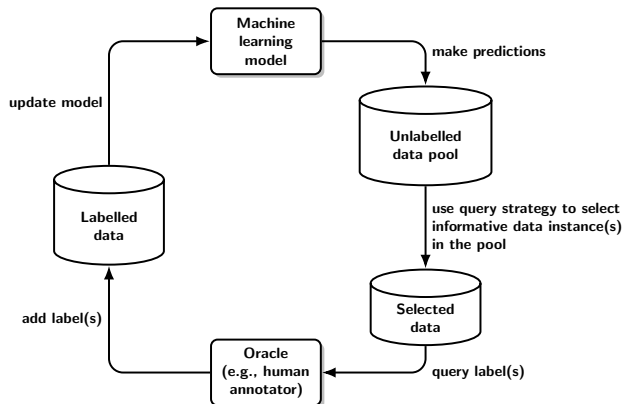 Machine
learning
model
make predictions
update model
Unlabelled
data pool
Labelled
data
use query strategy to select
informative data instance(s)
in the pool
Selected
data
add label(s)
Oracle
(e.g., human
annotator)
query label(s)